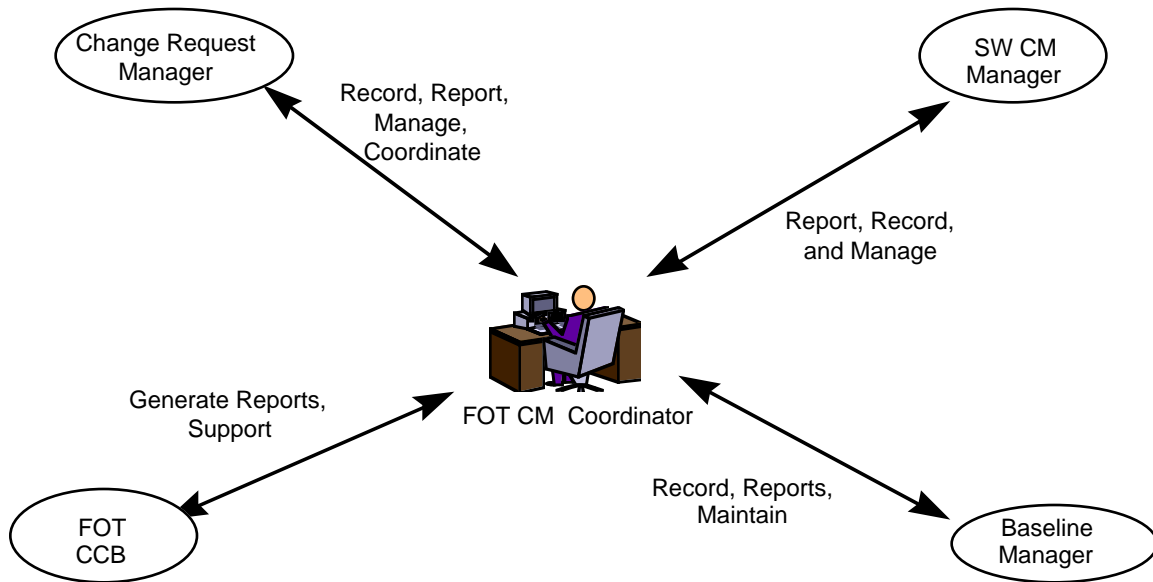 Change Request
Manager
SW CM
Manager
Record, Report,
Manage,
Coordinate
Report, Record,
and Manage
Generate Reports,
Support
FOT CM  Coordinator
Record, Reports,
Maintain
FOT
CCB
Baseline
Manager